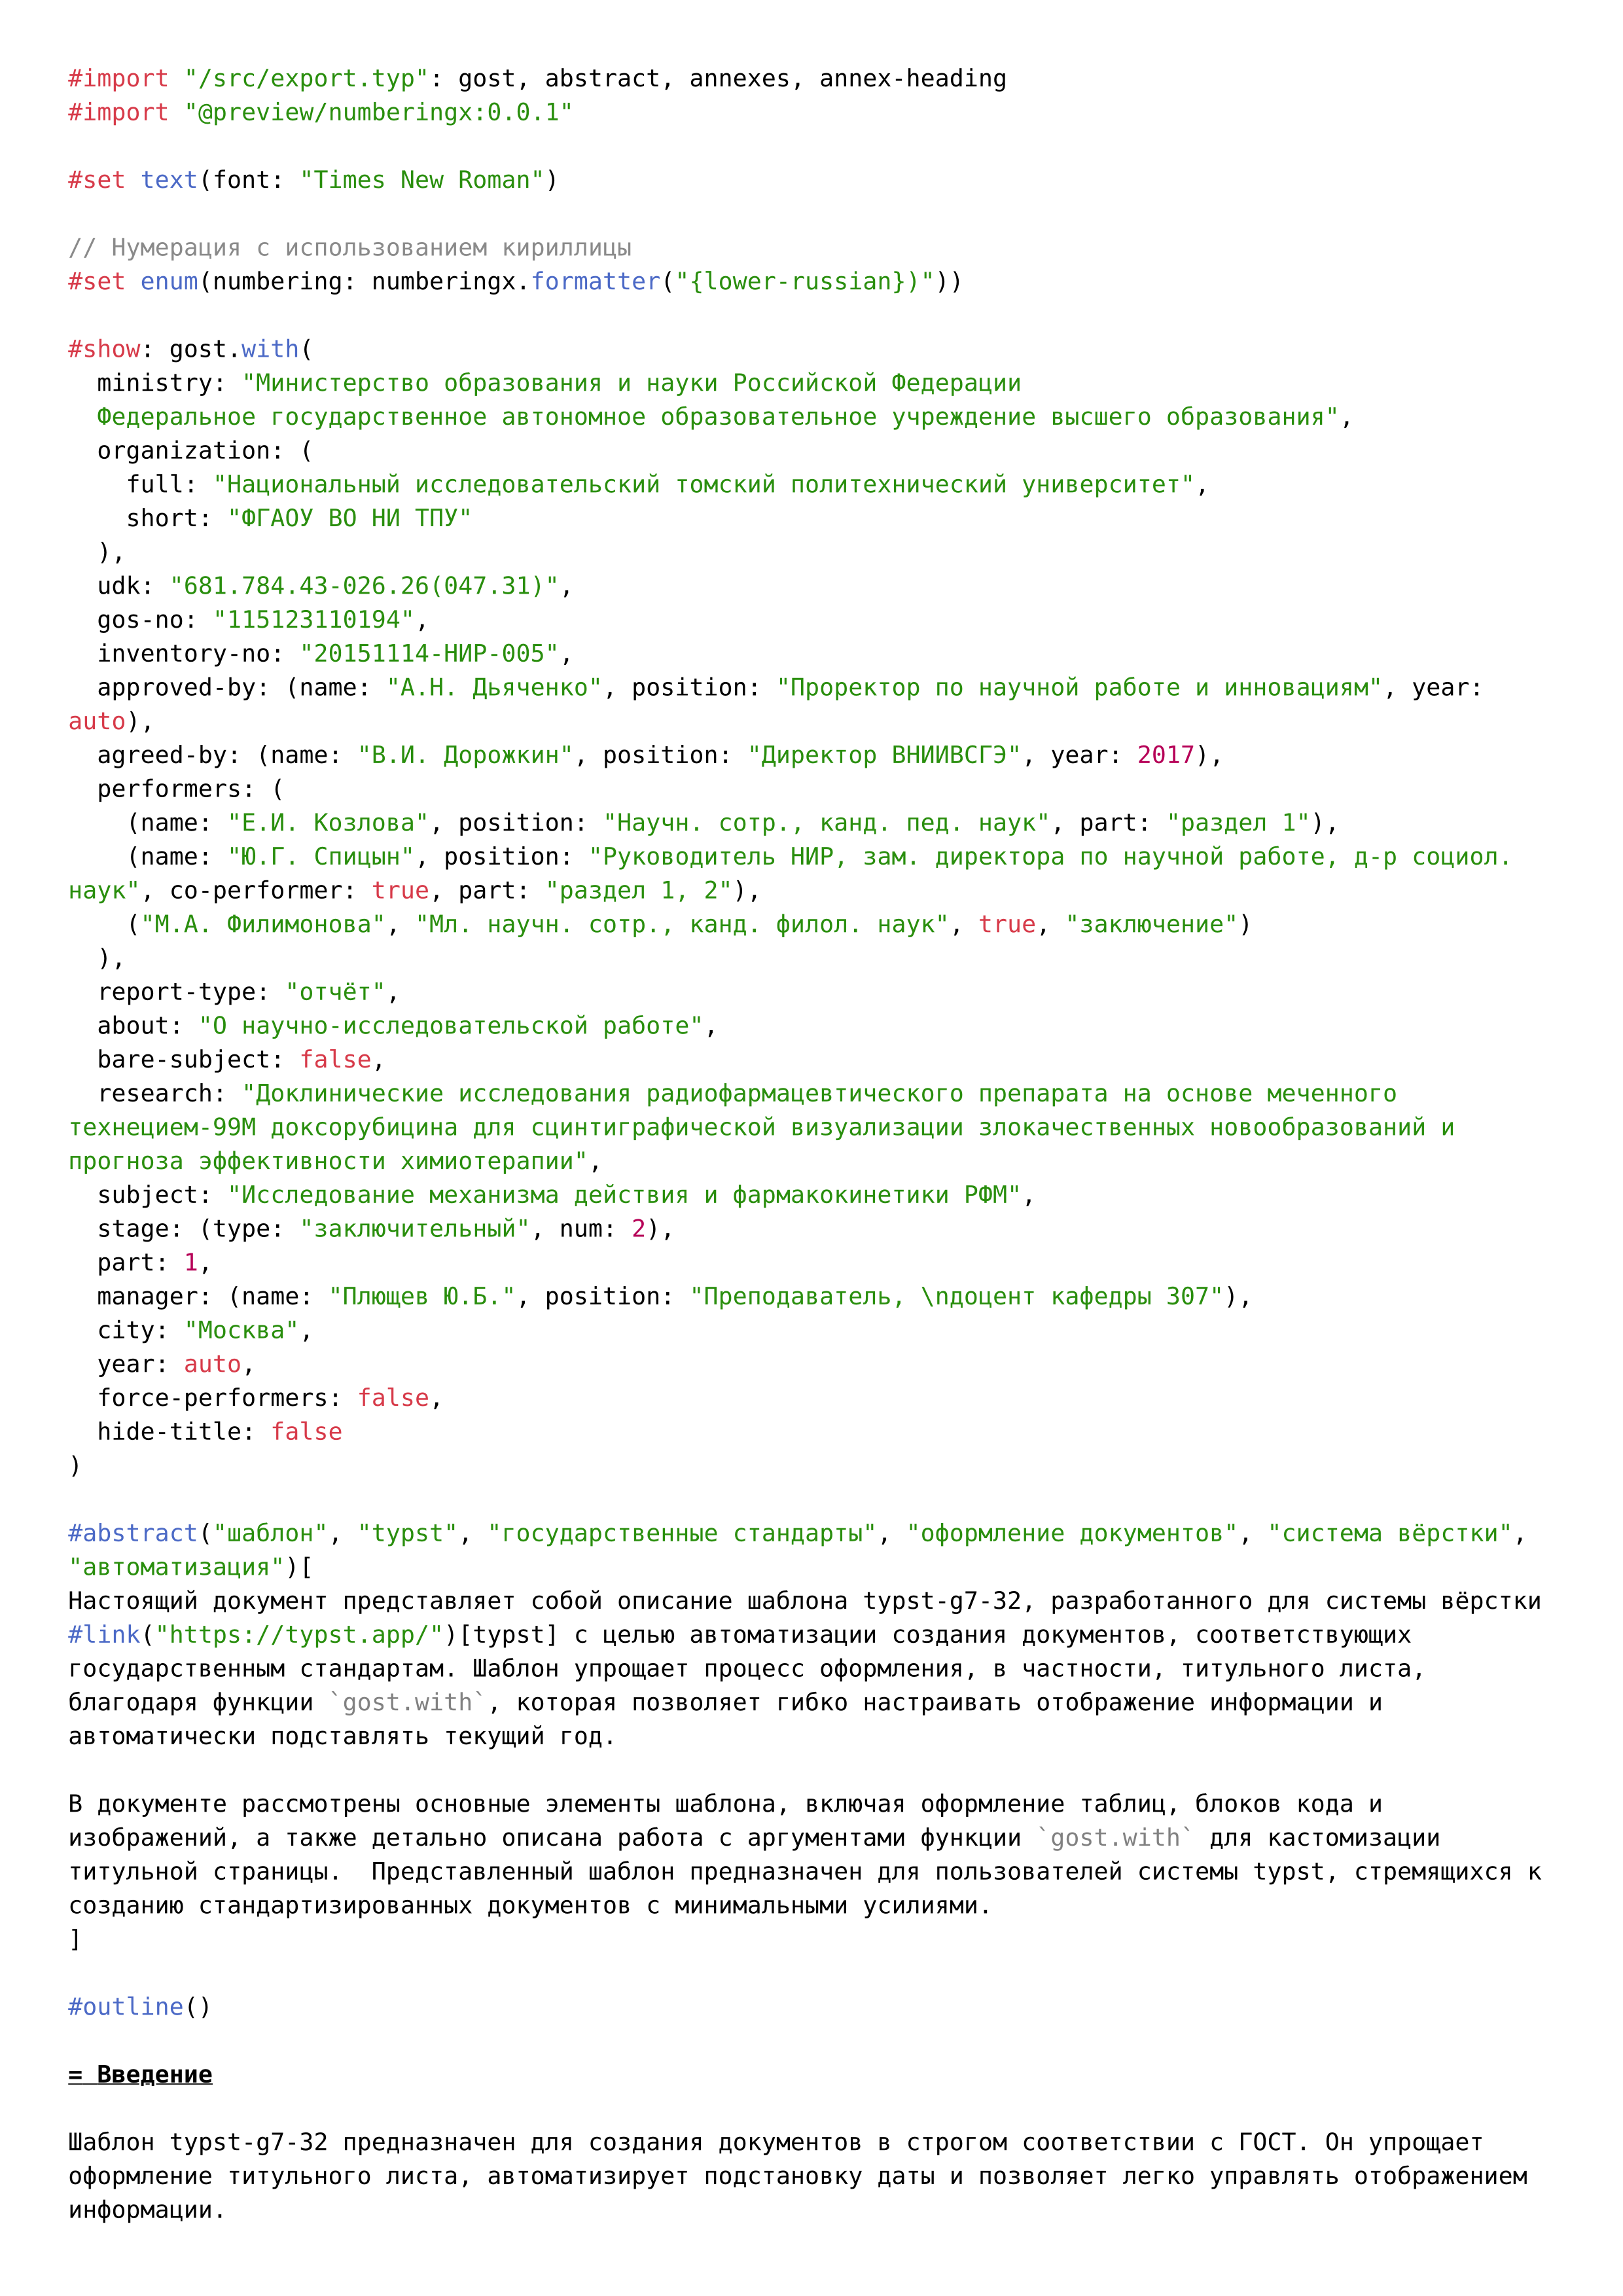 #import "/src/export.typ": gost, abstract, annexes, annex-heading
#import "@preview/numberingx:0.0.1"

#set text(font: "Times New Roman")

// Нумерация с использованием кириллицы
#set enum(numbering: numberingx.formatter("{lower-russian})"))

#show: gost.with(
  ministry: "Министерство образования и науки Российской Федерации
  Федеральное государственное автономное образовательное учреждение высшего образования",
  organization: (
    full: "Национальный исследовательский томский политехнический университет",
    short: "ФГАОУ ВО НИ ТПУ"
  ),
  udk: "681.784.43-026.26(047.31)",
  gos-no: "115123110194",
  inventory-no: "20151114-НИР-005",
  approved-by: (name: "А.Н. Дьяченко", position: "Проректор по научной работе и инновациям", year:
auto),
  agreed-by: (name: "В.И. Дорожкин", position: "Директор ВНИИВСГЭ", year: 2017),
  performers: (
    (name: "Е.И. Козлова", position: "Научн. сотр., канд. пед. наук", part: "раздел 1"),
    (name: "Ю.Г. Спицын", position: "Руководитель НИР, зам. директора по научной работе, д-р социол.
наук", co-performer: true, part: "раздел 1, 2"),
    ("М.А. Филимонова", "Мл. научн. сотр., канд. филол. наук", true, "заключение")
  ),
  report-type: "отчёт",
  about: "О научно-исследовательской работе",
  bare-subject: false,
  research: "Доклинические исследования радиофармацевтического препарата на основе меченного
технецием-99М доксорубицина для сцинтиграфической визуализации злокачественных новообразований и
прогноза эффективности химиотерапии",
  subject: "Исследование механизма действия и фармакокинетики РФМ",
  stage: (type: "заключительный", num: 2),
  part: 1,
  manager: (name: "Плющев Ю.Б.", position: "Преподаватель, \nдоцент кафедры 307"),
  city: "Москва",
  year: auto,
  force-performers: false,
  hide-title: false
)

#abstract("шаблон", "typst", "государственные стандарты", "оформление документов", "система вёрстки",
"автоматизация")[
Настоящий документ представляет собой описание шаблона typst-g7-32, разработанного для системы вёрстки
#link("https://typst.app/")[typst] с целью автоматизации создания документов, соответствующих
государственным стандартам. Шаблон упрощает процесс оформления, в частности, титульного листа,
благодаря функции `gost.with`, которая позволяет гибко настраивать отображение информации и
автоматически подставлять текущий год.

В документе рассмотрены основные элементы шаблона, включая оформление таблиц, блоков кода и
изображений, а также детально описана работа с аргументами функции `gost.with` для кастомизации
титульной страницы.  Представленный шаблон предназначен для пользователей системы typst, стремящихся к
созданию стандартизированных документов с минимальными усилиями.
]

#outline()

= Введение

Шаблон typst-g7-32 предназначен для создания документов в строгом соответствии с ГОСТ. Он упрощает
оформление титульного листа, автоматизирует подстановку даты и позволяет легко управлять отображением
информации.